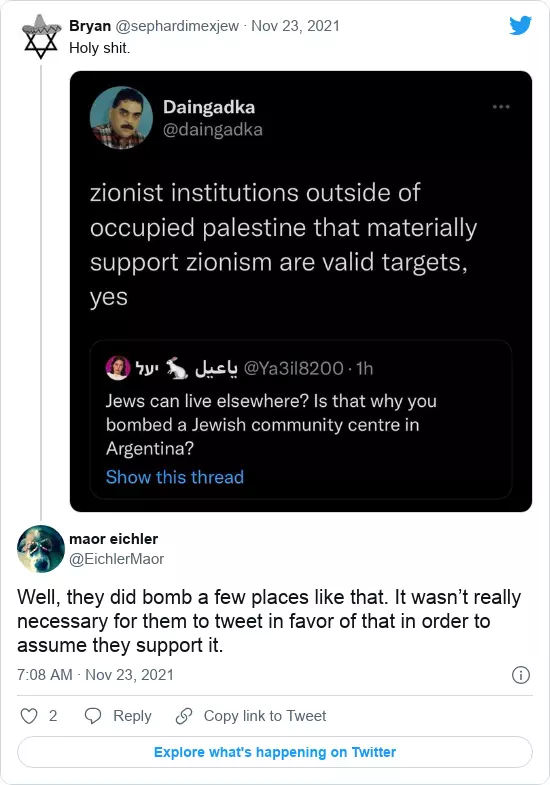 Bryan @sephardimexjew · Nov 23, 2021
Holy shit.
Daingadka
@daingadka
zionist institutions outside of
occupied palestine that materially
support zionism are valid targets,
yes
יעל 🐇 ياعيل @Ya3il8200 · 1h
Jews can live elsewhere? Is that why you
bombed a Jewish community centre in
Argentina?
Show this thread
maor eichler
@EichlerMaor
Well, they did bomb a few places like that. It wasn’t really
necessary for them to tweet in favor of that in order to
assume they support it.
7:08 AM · Nov 23, 2021
2 Reply Copy link to Tweet
Explore what's happening on Twitter